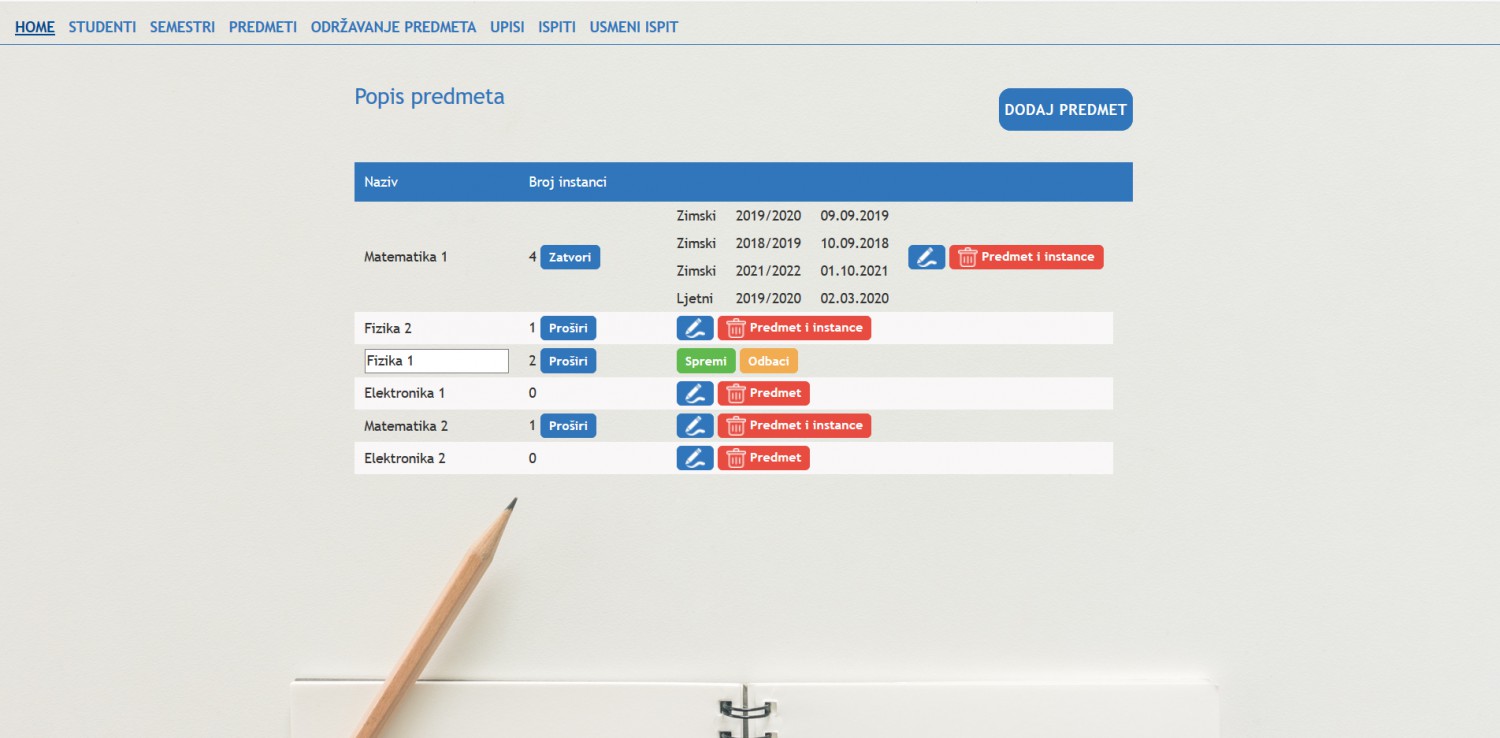 HOME STUDENTI SEMESTRI PREDMETI ODRŽAVANJE PREDMETA UPISI ISPITI USMENI ISPIT
Popis predmeta
DODAJ PREDMET
Naziv Broj instanci
Zimski 2019/2020 09.09.2019
Zimski 2018/2019 10.09.2018
Matematika 1 4 Zatvori Predmet i instance
Zimski 2021/2022 01.10.2021
Ljetni 2019/2020 02.03.2020
Fizika 2 1 Proširi Predmet i instance
Fizika 1 2 Proširi Spremi Odbaci
Elektronika 1 0 Predmet
Matematika 2 1 Proširi Predmet i instance
Elektronika 2 0 Predmet